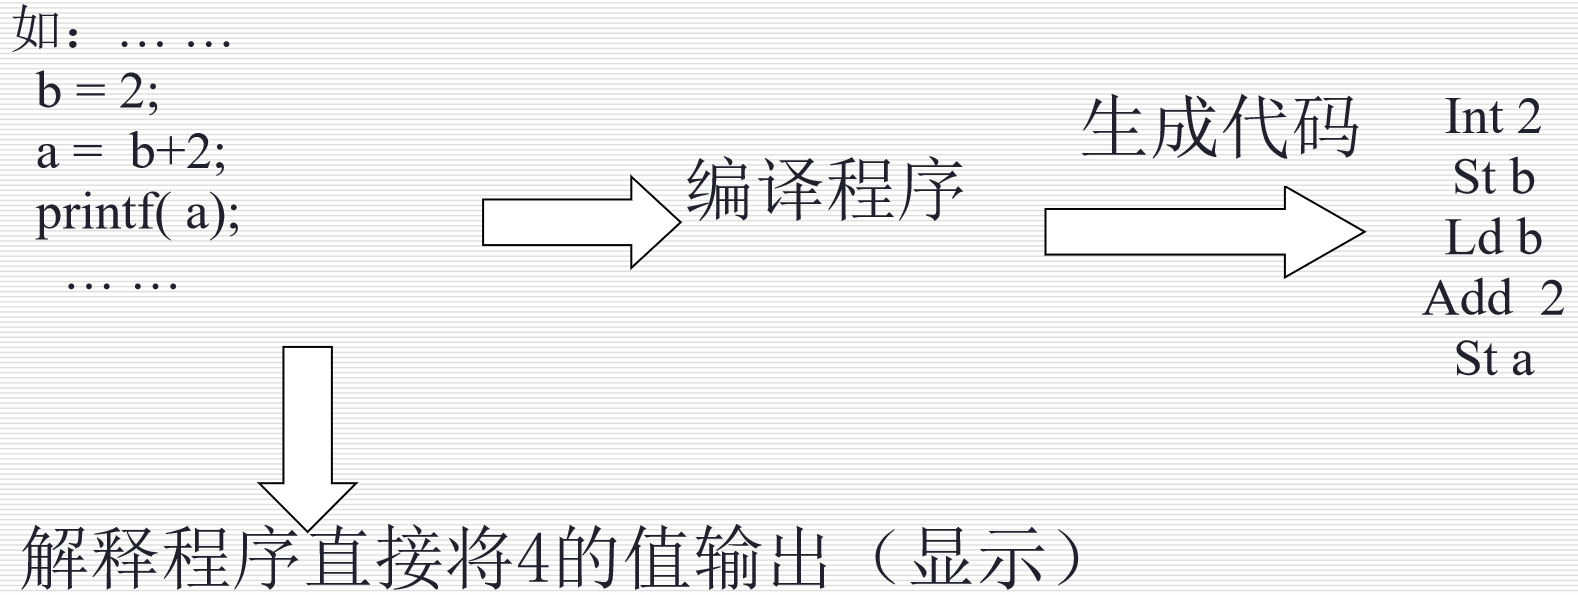 如：… …
b = 2;
a = b+2;
printf( a);
… …
编译程序
生成代码
Int 2
St b
Ld b
Add 2
St a
解释程序直接将4的值输出（显示）